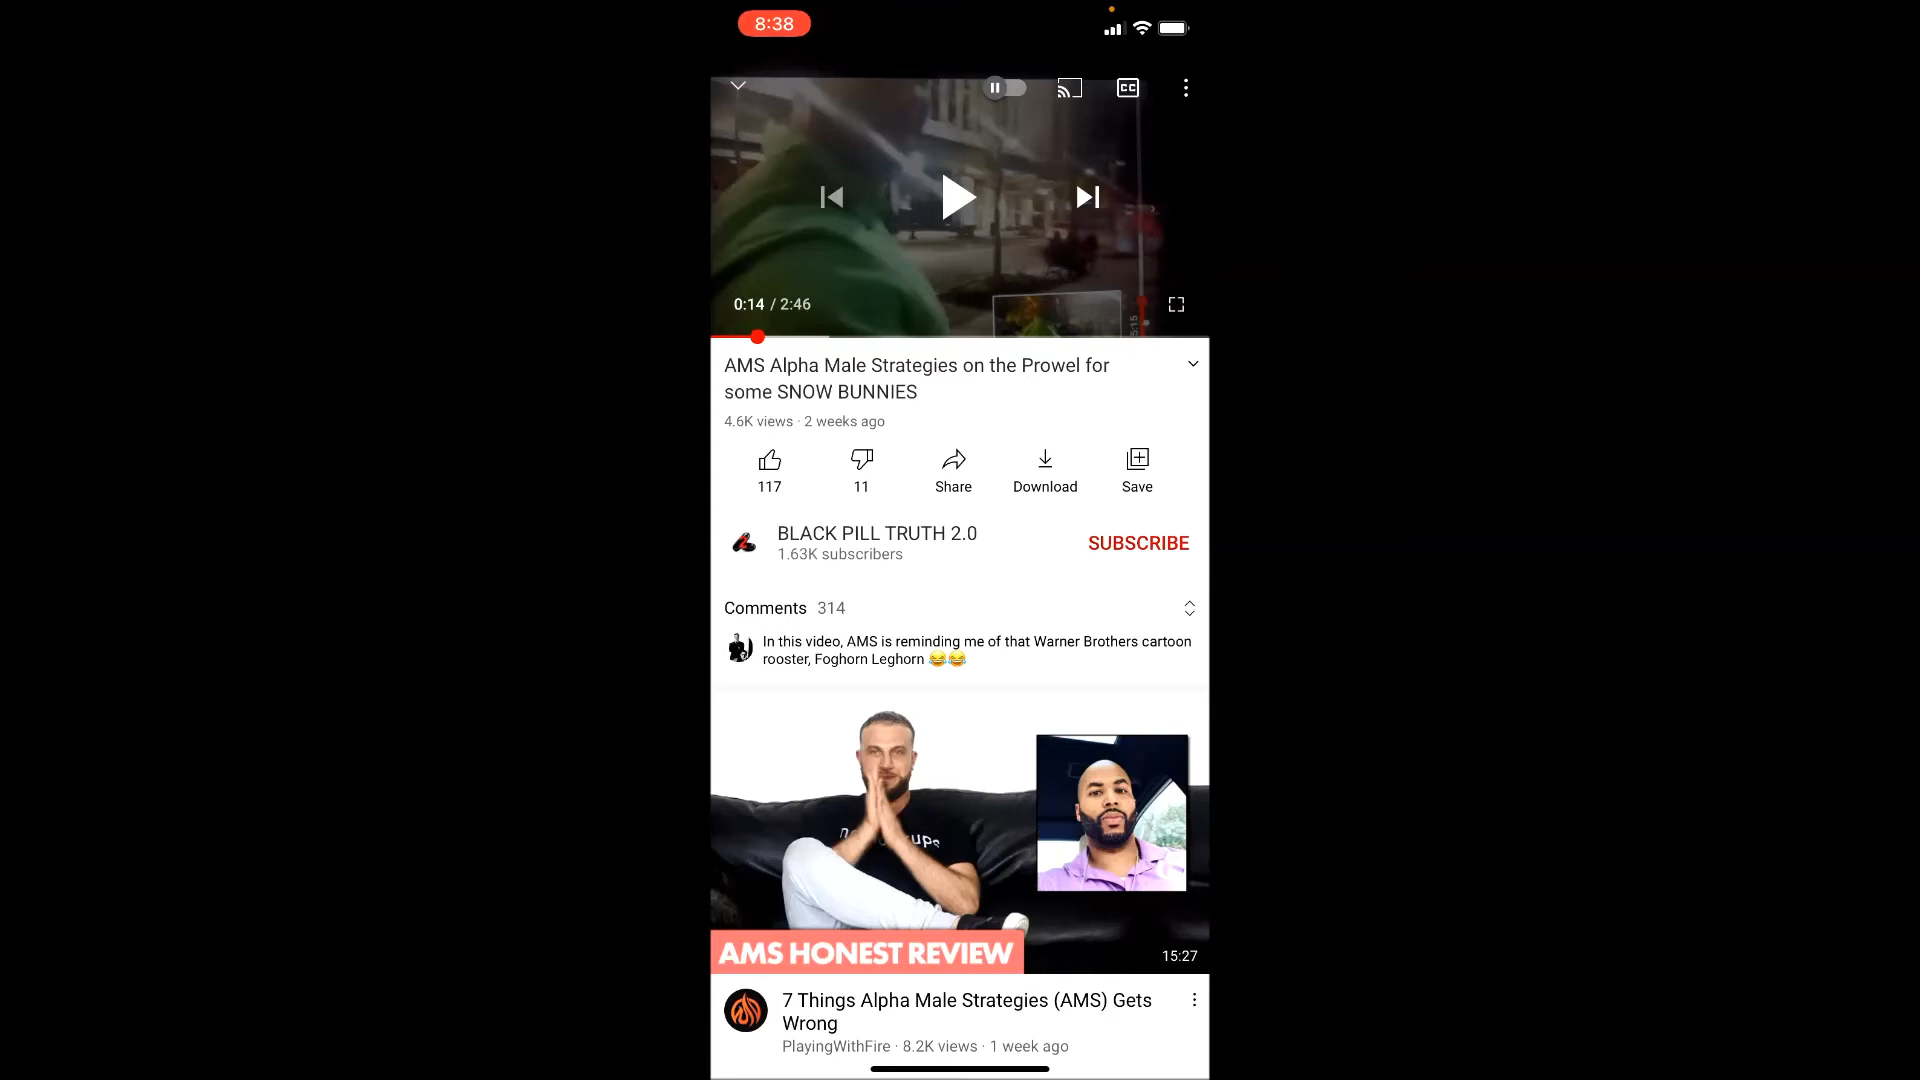 8:38
CC
0:14 / 2:46
AMS Alpha Male Strategies on the Prowel for
some SNOW BUNNIES
4.6K views · 2 weeks ago
117
11
Share
Download
Save
BLACK PILL TRUTH 2.0
1.63K subscribers
SUBSCRIBE
Comments 314
In this video, AMS is reminding me of that Warner Brothers cartoon
rooster, Foghorn Leghorn 😂😂
AMS HONEST REVIEW
15:27
7 Things Alpha Male Strategies (AMS) Gets
Wrong
PlayingWithFire · 8.2K views · 1 week ago